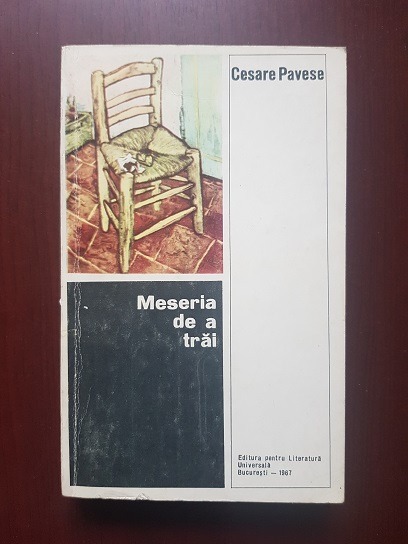 Cesare Pavese
Meseria
de a
trăi
Editura pentru Literatură
Universală
București — 1967